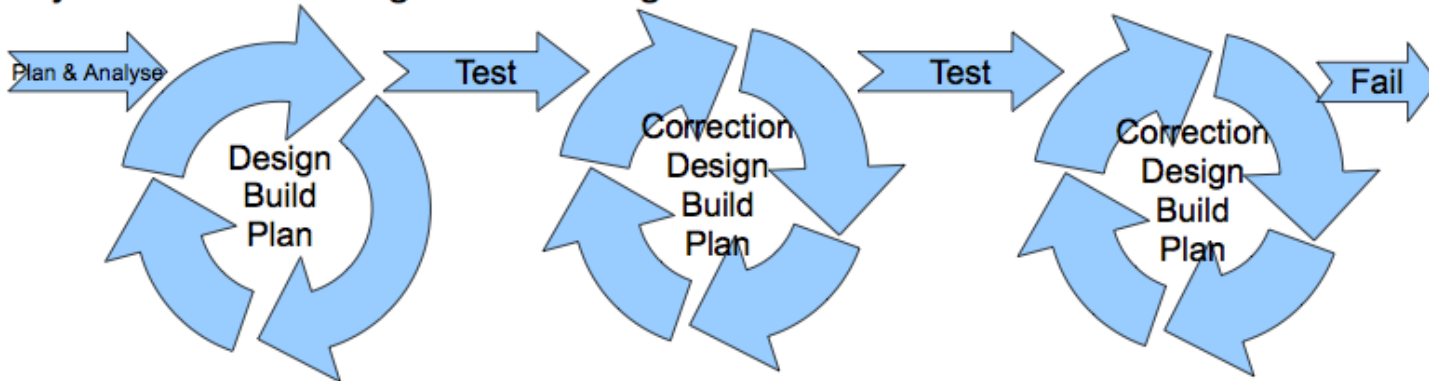 Plan & Analyse
Design
Build
Plan
Test
Correction
Design
Build
Plan
Test
Correction
Design
Build
Plan
Fail